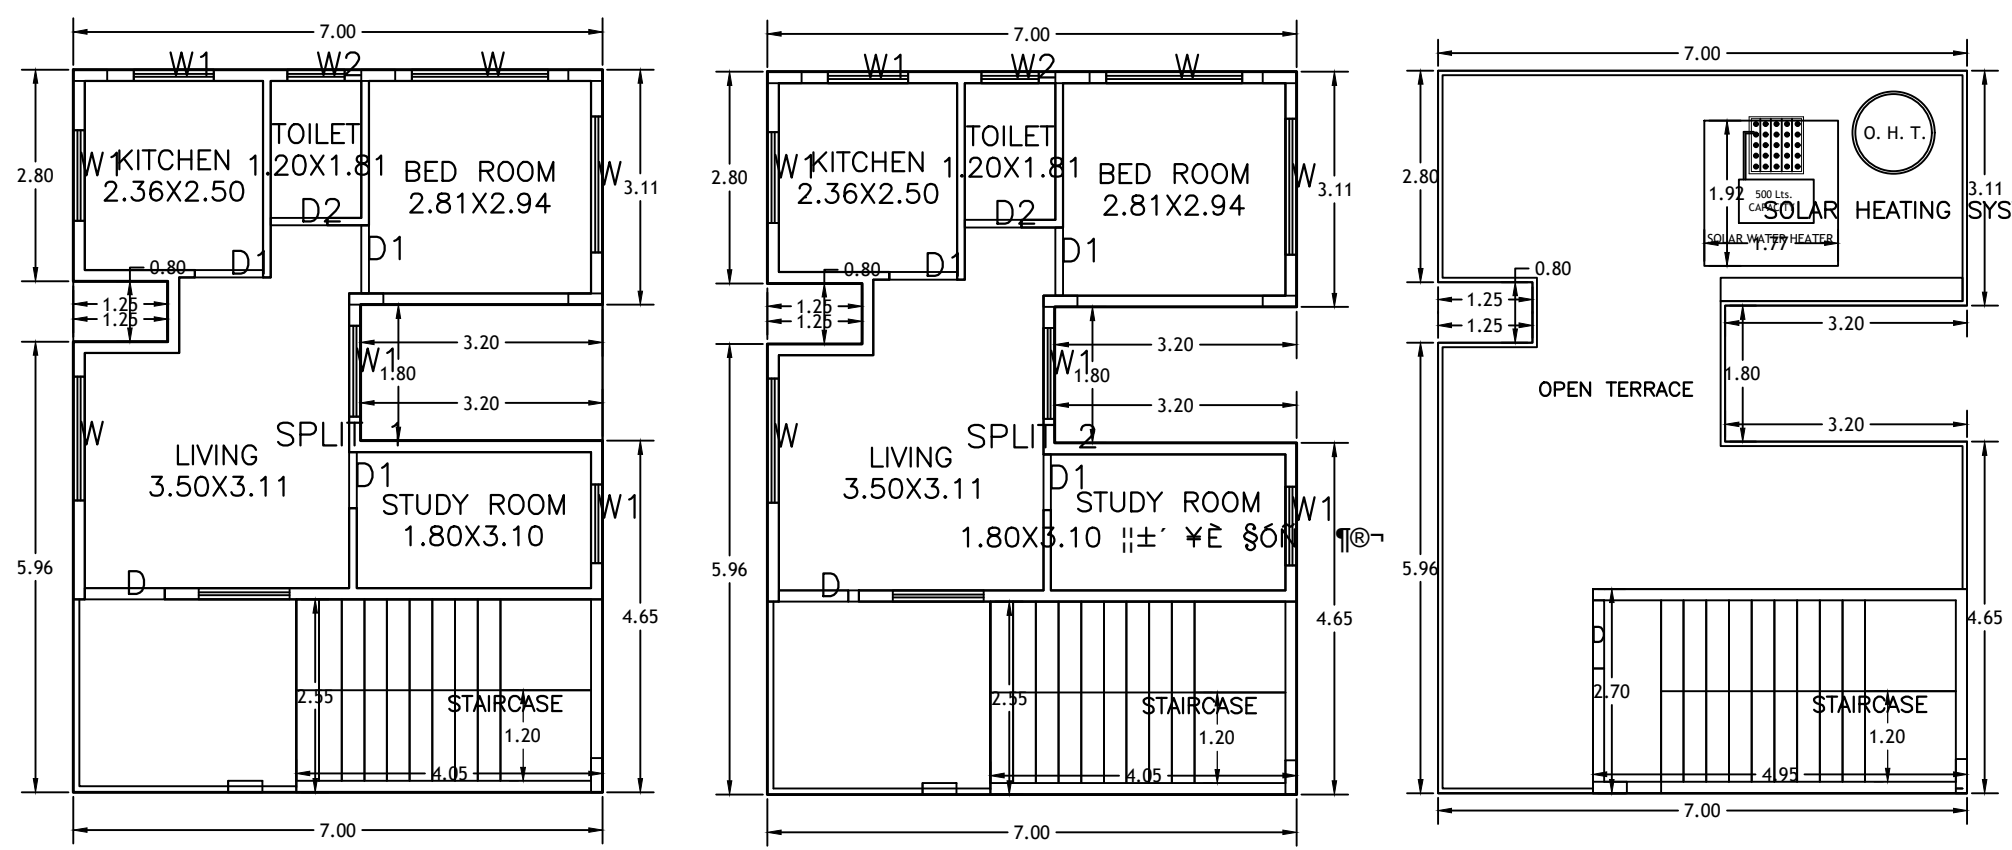 7.00
W1 W2 W
2.80
W1
KITCHEN
2.36X2.50
TOILET
1.20X1.81
D2
BED ROOM
2.81X2.94
W
3.11
D1
D1
0.80
1.25
1.25
3.20
W1
1.80
3.20
W
SPLIT 1
LIVING
3.50X3.11
D1
STUDY ROOM
1.80X3.10
W1
5.96
D
4.65
2.55
STAIRCASE
1.20
4.05
7.00
7.00
W1 W2 W
2.80
W1
KITCHEN
2.36X2.50
TOILET
1.20X1.81
D2
BED ROOM
2.81X2.94
W
3.11
D1
D1
0.80
1.25
1.25
3.20
W1
1.80
3.20
W
SPLIT 2
LIVING
3.50X3.11
D1
STUDY ROOM
1.80X3.10 ¦¦±´ ¥È §ÓÑ ¶®¬
W1
5.96
D
4.65
2.55
STAIRCASE
1.20
4.05
7.00
7.00
O. H. T.
2.80
1.92
500 Lts.
CAPACITY
SOLAR HEATING SYS
SOLAR WATER HEATER
1.77
3.11
0.80
1.25
1.25
3.20
1.80
OPEN TERRACE
3.20
5.96
D
4.65
2.70
STAIRCASE
1.20
4.95
7.00